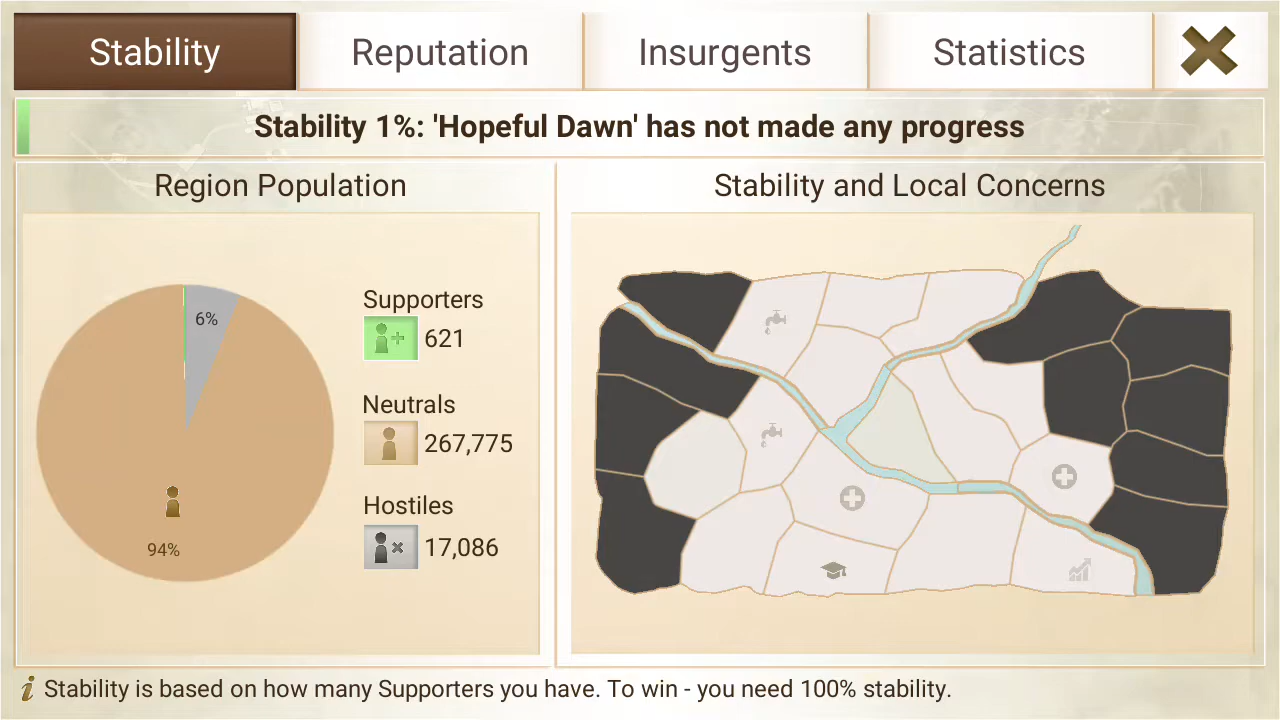 Stability
Reputation
Insurgents
Statistics
Stability 1%: 'Hopeful Dawn' has not made any progress
Region Population
Stability and Local Concerns
6%
94%
Supporters
621
Neutrals
267,775
Hostiles
17,086
Stability is based on how many Supporters you have. To win - you need 100% stability.